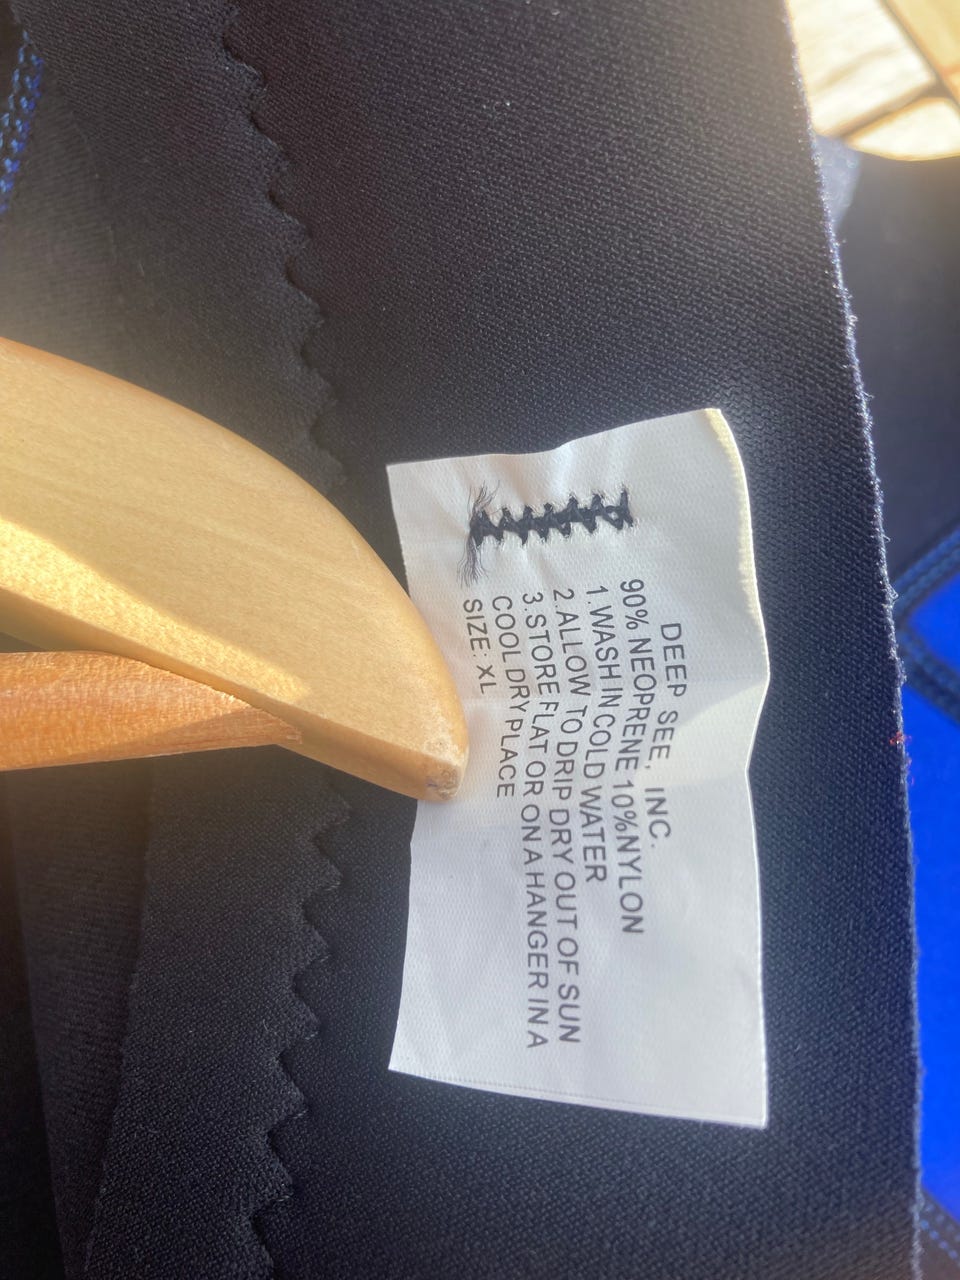 DEEP SEE, INC.
90% NEOPRENE 10%NYLON
1.WASH IN COLD WATER
2.ALLOW TO DRIP DRY OUT OF SUN
3.STORE FLAT OR ON A HANGER IN A
COOL DRY PLACE
SIZE: XL